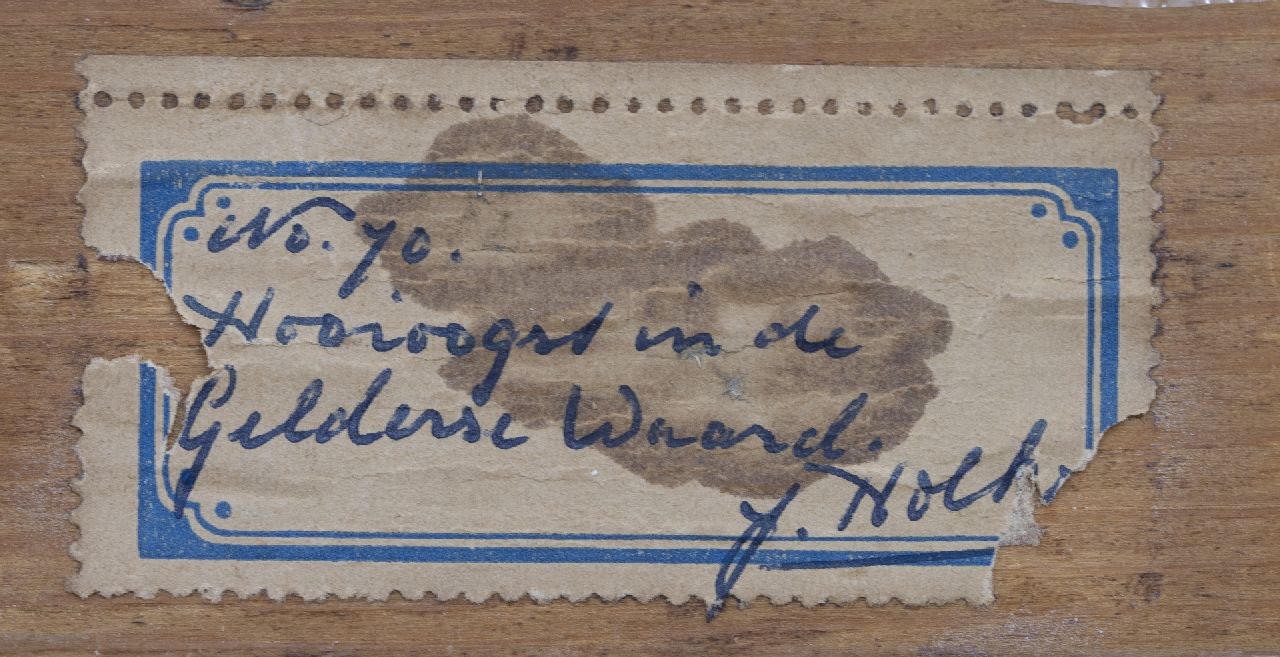 No. 70.
Hooioogst in de
Gelderse Waard.
J. Holt